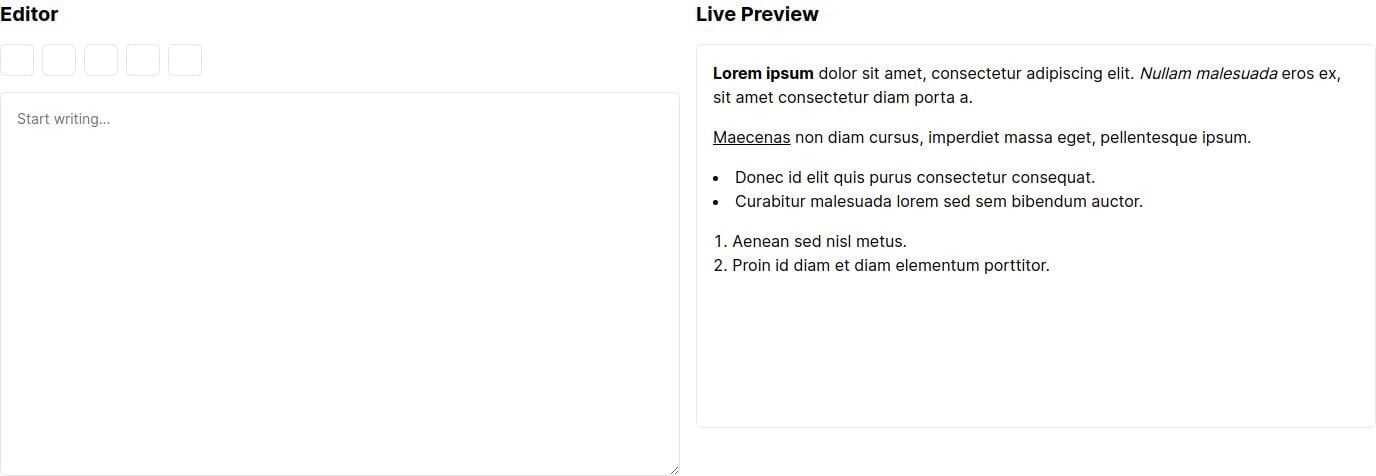 Editor
Start writing...
Live Preview
Lorem ipsum dolor sit amet, consectetur adipiscing elit. Nullam malesuada eros ex,
sit amet consectetur diam porta a.
Maecenas non diam cursus, imperdiet massa eget, pellentesque ipsum.
• Donec id elit quis purus consectetur consequat.
• Curabitur malesuada lorem sed sem bibendum auctor.
1. Aenean sed nisl metus.
2. Proin id diam et diam elementum porttitor.